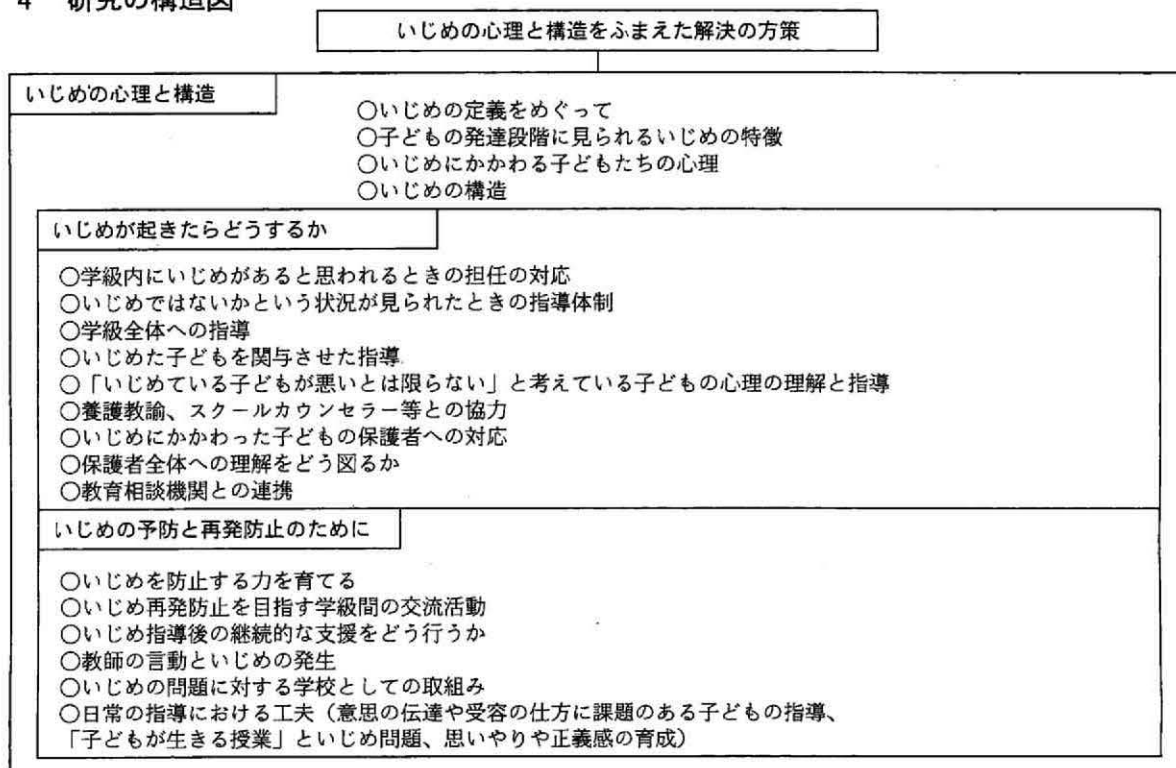 4 研究の構造図
いじめの心理と構造をふまえた解決の方策
いじめの心理と構造
○いじめの定義をめぐって
○子どもの発達段階に見られるいじめの特徴
○いじめにかかわる子どもたちの心理
○いじめの構造
いじめが起きたらどうするか
○学級内にいじめがあると思われるときの担任の対応
○いじめではないかという状況が見られたときの指導体制
○学級全体への指導
○いじめた子どもを関与させた指導
○「いじめている子どもが悪いとは限らない」と考えている子どもの心理の理解と指導
○養護教諭、スクールカウンセラー等との協力
○いじめにかかわった子どもの保護者への対応
○保護者全体への理解をどう図るか
○教育相談機関との連携
いじめの予防と再発防止のために
○いじめを防止する力を育てる
○いじめ再発防止を目指す学級間の交流活動
○いじめ指導後の継続的な支援をどう行うか
○教師の言動といじめの発生
○いじめの問題に対する学校としての取組み
○日常の指導における工夫（意思の伝達や受容の仕方に課題のある子どもの指導、
「子どもが生きる授業」といじめ問題、思いやりや正義感の育成）